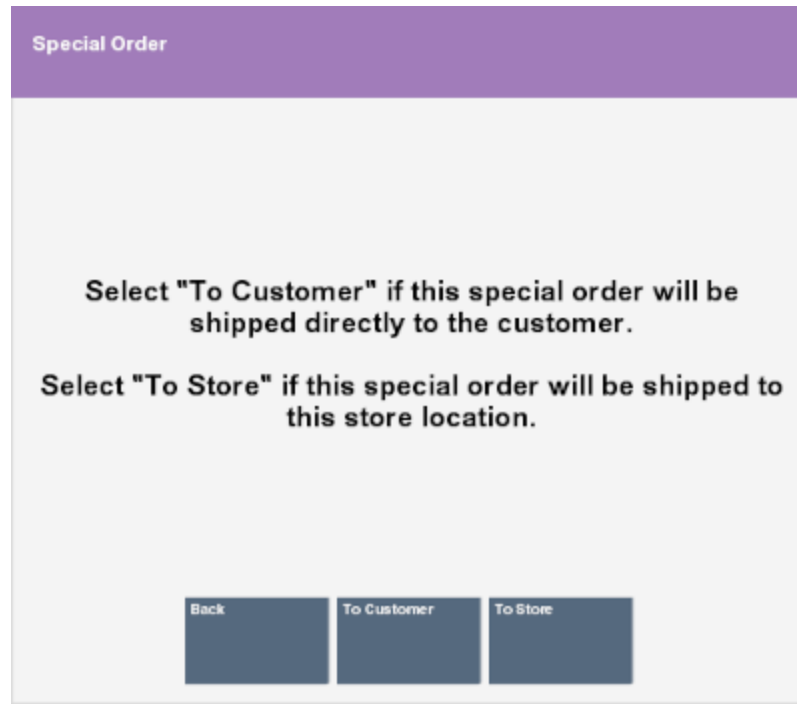 Special Order
Select "To Customer" if this special order will be
shipped directly to the customer.
Select "To Store" if this special order will be shipped to
this store location.
Back
To Customer
To Store